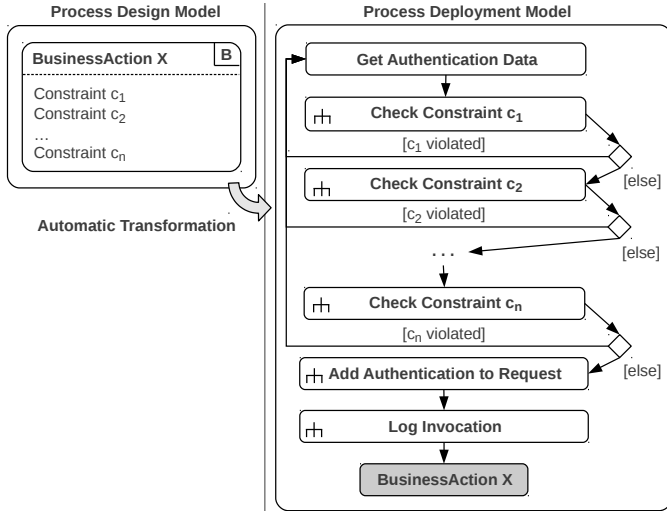 Process Design Model
Process Deployment Model
BusinessAction X
B
Constraint c1
Constraint c2
...
Constraint cn
Automatic Transformation
Get Authentication Data
Check Constraint c1
[c1 violated]
[else]
Check Constraint c2
[c2 violated]
[else]
...
Check Constraint cn
[cn violated]
[else]
Add Authentication to Request
Log Invocation
BusinessAction X